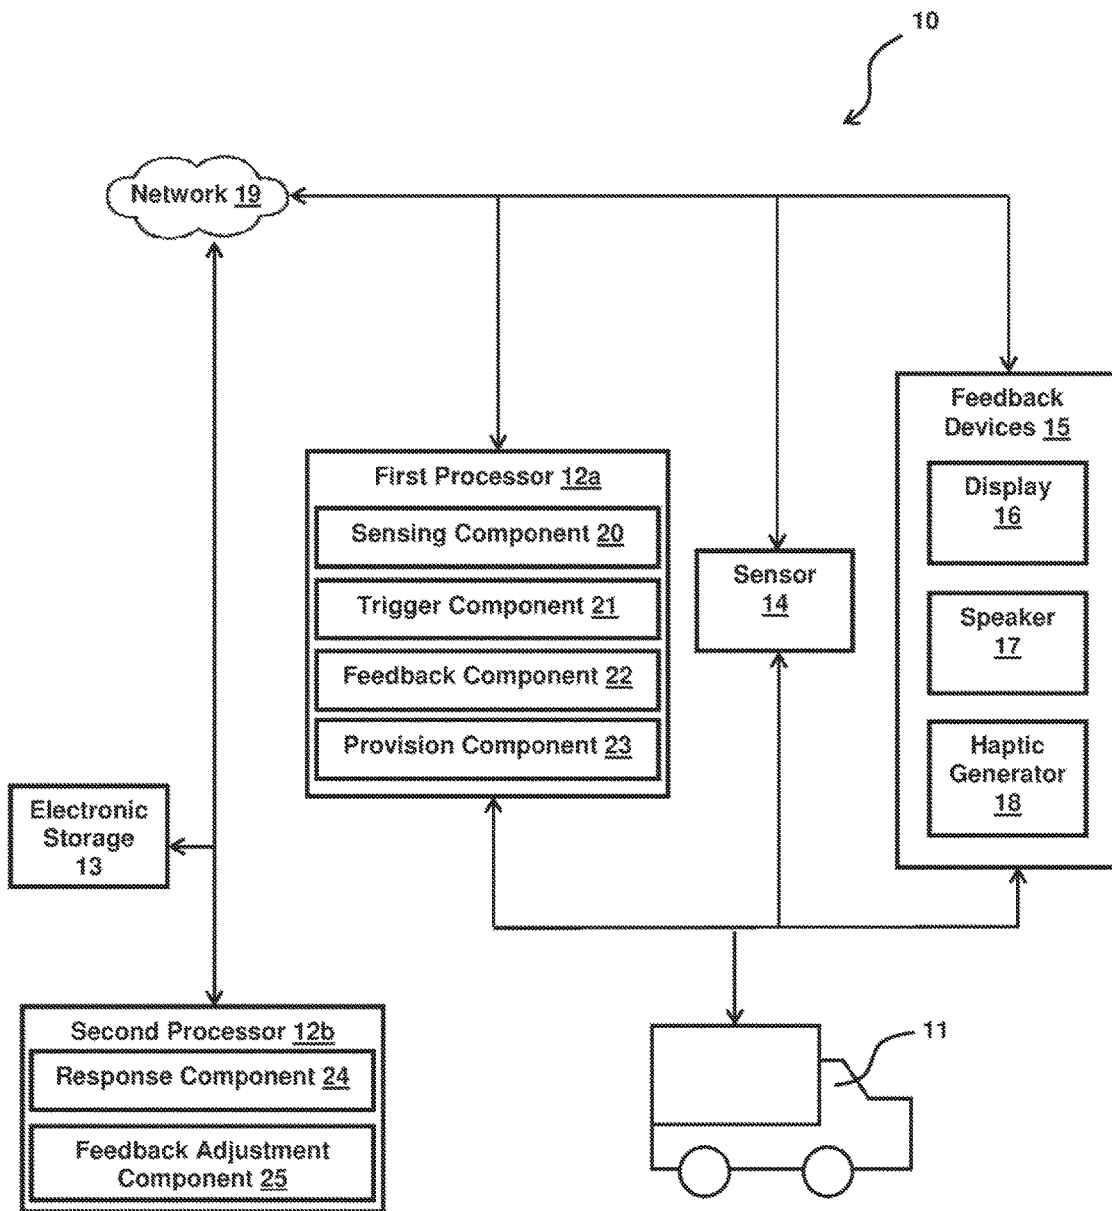 10
Network 19
Feedback
Devices 15
First Processor 12a
Display
16
Sensing Component 20
Sensor
14
Trigger Component 21
Speaker
17
Feedback Component 22
Provision Component 23
Haptic
Generator
18
Electronic
Storage
13
Second Processor 12b
11
Response Component 24
Feedback Adjustment
Component 25